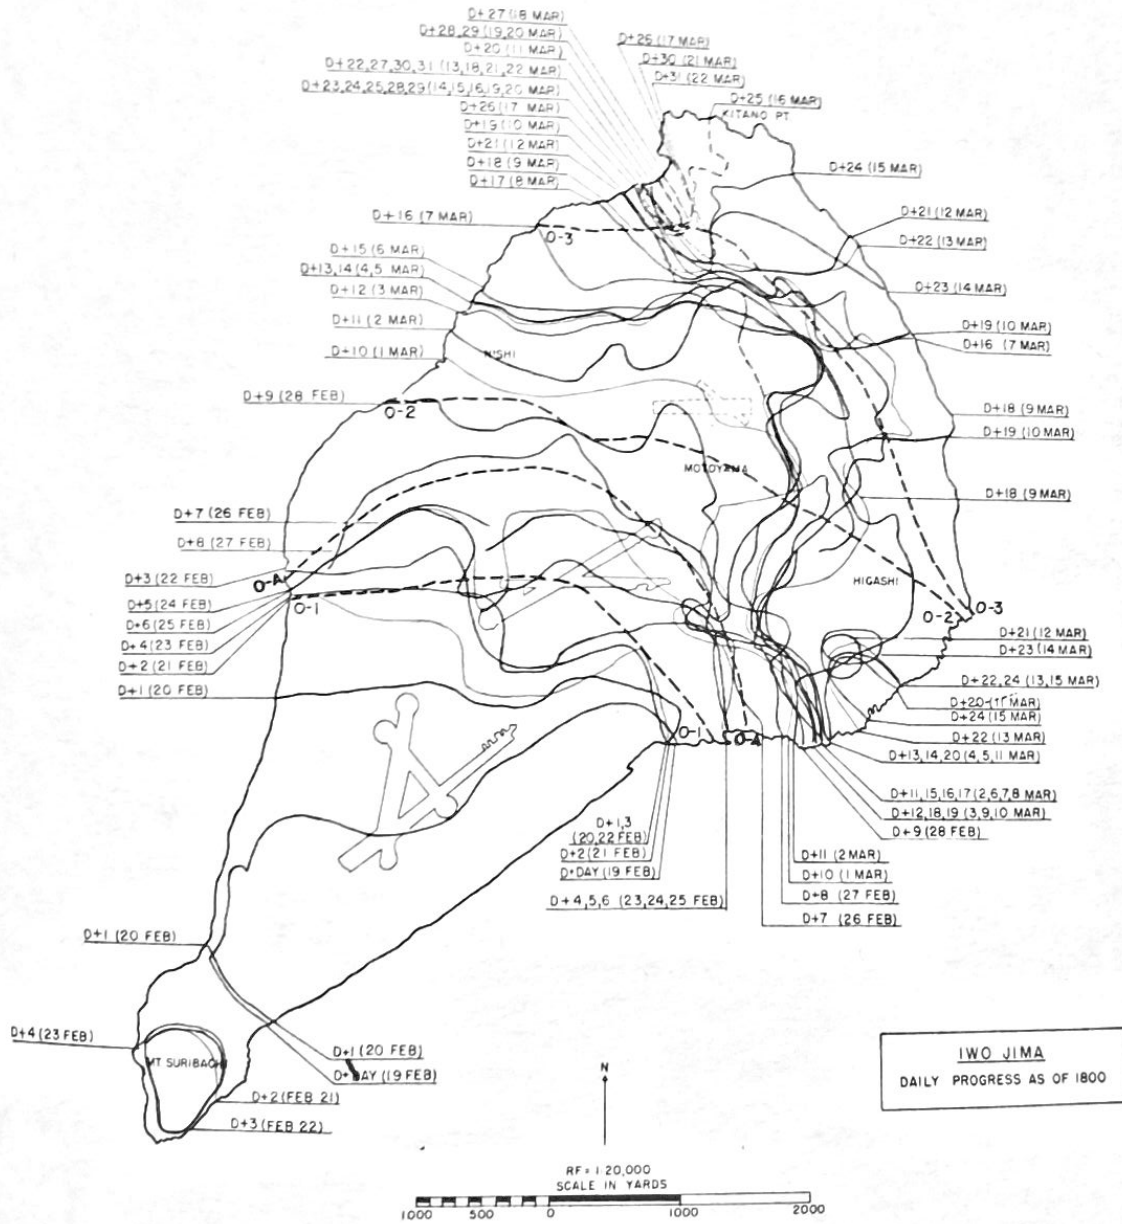 D+27 (18 MAR)
D+28,29 (19,20 MAR)
D+20 (11 MAR)
D+22,27,30,31 (13,18,21,22 MAR)
D+23,24,25,28,29 (14,15,16,19,20 MAR)
D+26 (17 MAR)
D+19 (10 MAR)
D+21 (12 MAR)
D+18 (9 MAR)
D+17 (8 MAR)
D+26 (17 MAR)
D+30 (21 MAR)
D+31 (22 MAR)
D+25 (16 MAR)
KITANO PT
D+24 (15 MAR)
D+16 (7 MAR)
O-3
D+21 (12 MAR)
D+22 (13 MAR)
D+15 (6 MAR)
D+13,14 (4,5 MAR)
D+12 (3 MAR)
D+23 (14 MAR)
D+11 (2 MAR)
D+19 (10 MAR)
D+16 (7 MAR)
NISHI
D+10 (1 MAR)
D+9 (28 FEB)
O-2
D+18 (9 MAR)
D+19 (10 MAR)
MOTOYAMA
D+18 (9 MAR)
D+7 (26 FEB)
D+8 (27 FEB)
D+3 (22 FEB)
O-A
HIGASHI
D+5 (24 FEB)
O-1
O-2
O-3
D+6 (25 FEB)
D+4 (23 FEB)
D+2 (21 FEB)
D+1 (20 FEB)
D+21 (12 MAR)
D+23 (14 MAR)
D+22,24 (13,15 MAR)
D+20 (11 MAR)
D+24 (15 MAR)
D+22 (13 MAR)
D+13,14,20 (4,5,11 MAR)
O-1
O-A
D+11,15,16,17 (2,6,7,8 MAR)
D+12,18,19 (3,9,10 MAR)
D+9 (28 FEB)
D+1,3
(20,22 FEB)
D+2 (21 FEB)
D+DAY (19 FEB)
D+4,5,6 (23,24,25 FEB)
D+11 (2 MAR)
D+10 (1 MAR)
D+8 (27 FEB)
D+7 (26 FEB)
D+1 (20 FEB)
D+4 (23 FEB)
MT SURIBACHI
D+1 (20 FEB)
D+DAY (19 FEB)
D+2 (FEB 21)
D+3 (FEB 22)
N
IWO JIMA
DAILY PROGRESS AS OF 1800
RF = 1 20,000
SCALE IN YARDS
1000 500 0 1000 2000